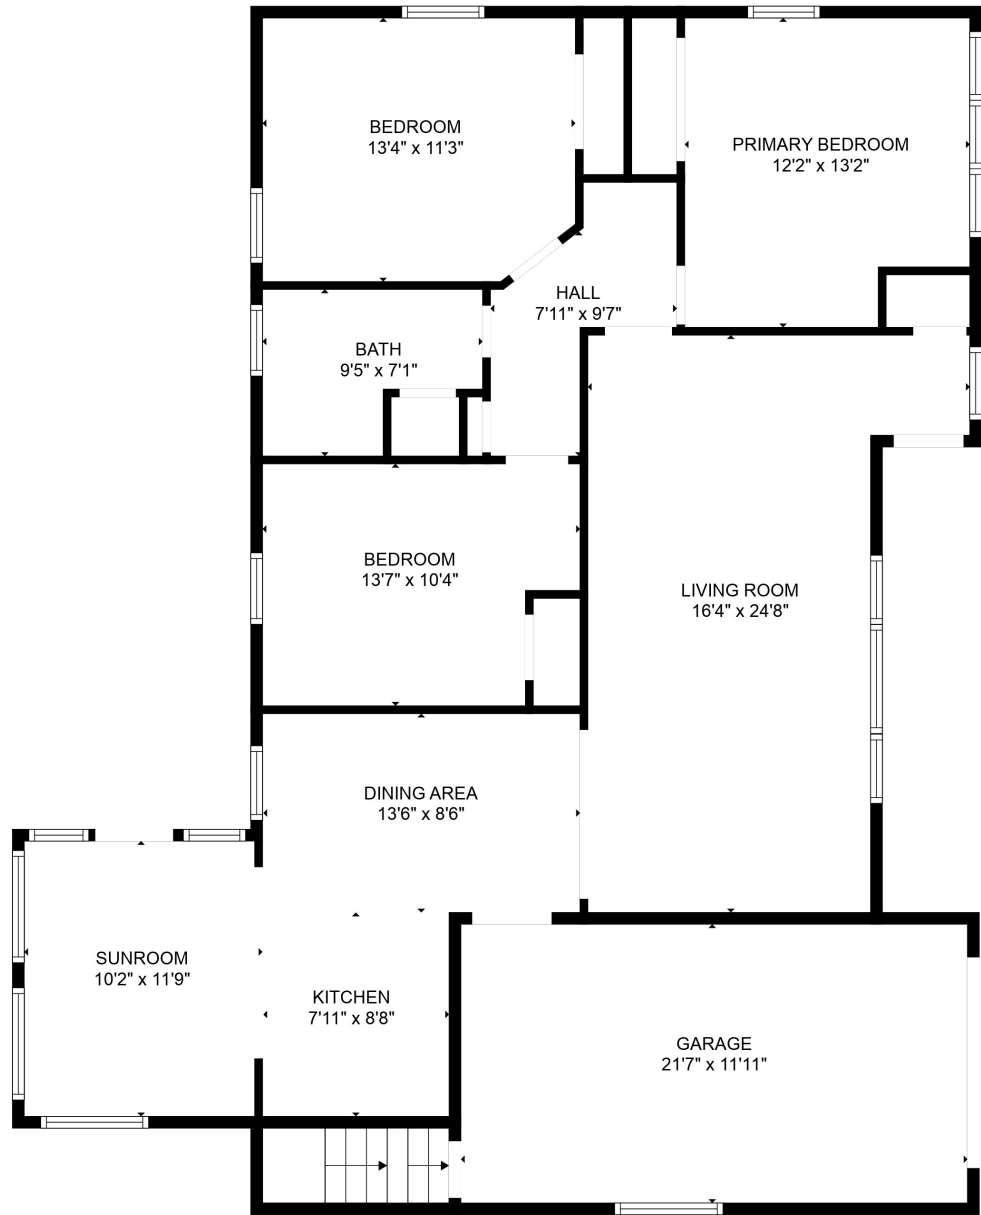 BEDROOM
13'4" x 11'3"
PRIMARY BEDROOM
12'2" x 13'2"
HALL
7'11" x 9'7"
BATH
9'5" x 7'1"
BEDROOM
13'7" x 10'4"
LIVING ROOM
16'4" x 24'8"
DINING AREA
13'6" x 8'6"
SUNROOM
10'2" x 11'9"
KITCHEN
7'11" x 8'8"
GARAGE
21'7" x 11'11"